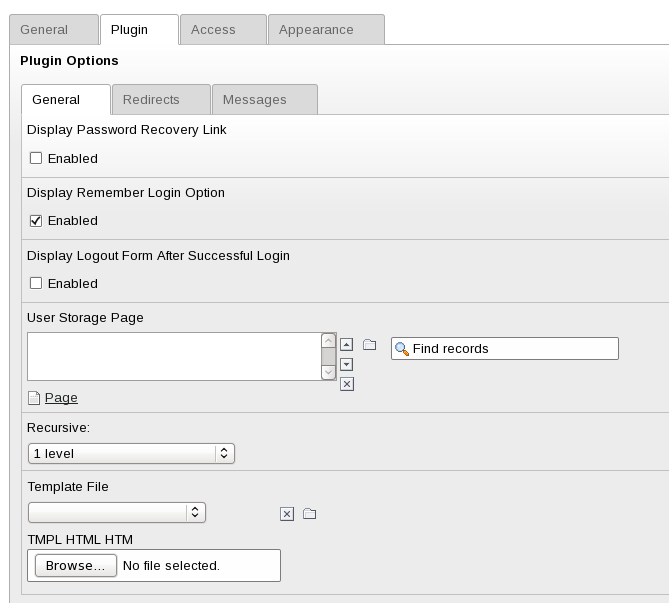 General Plugin Access Appearance
Plugin Options
General Redirects Messages
Display Password Recovery Link
Enabled
Display Remember Login Option
Enabled
Display Logout Form After Successful Login
Enabled
User Storage Page
Find records
Page
Recursive:
1 level
Template File
TMPL HTML HTM
Browse... No file selected.